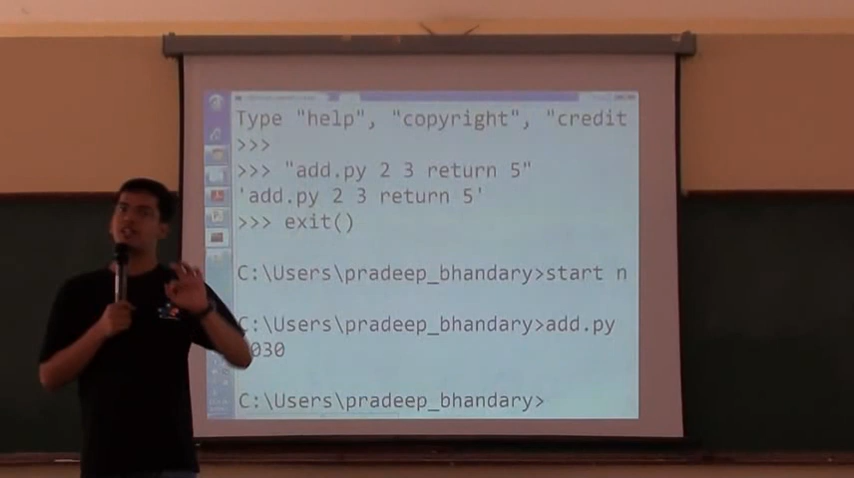 Type "help", "copyright", "credit
>>>
>>> "add.py 2 3 return 5"
'add.py 2 3 return 5'
>>> exit()
C:\Users\pradeep_bhandary>start n
C:\Users\pradeep_bhandary>add.py
030
C:\Users\pradeep_bhandary>